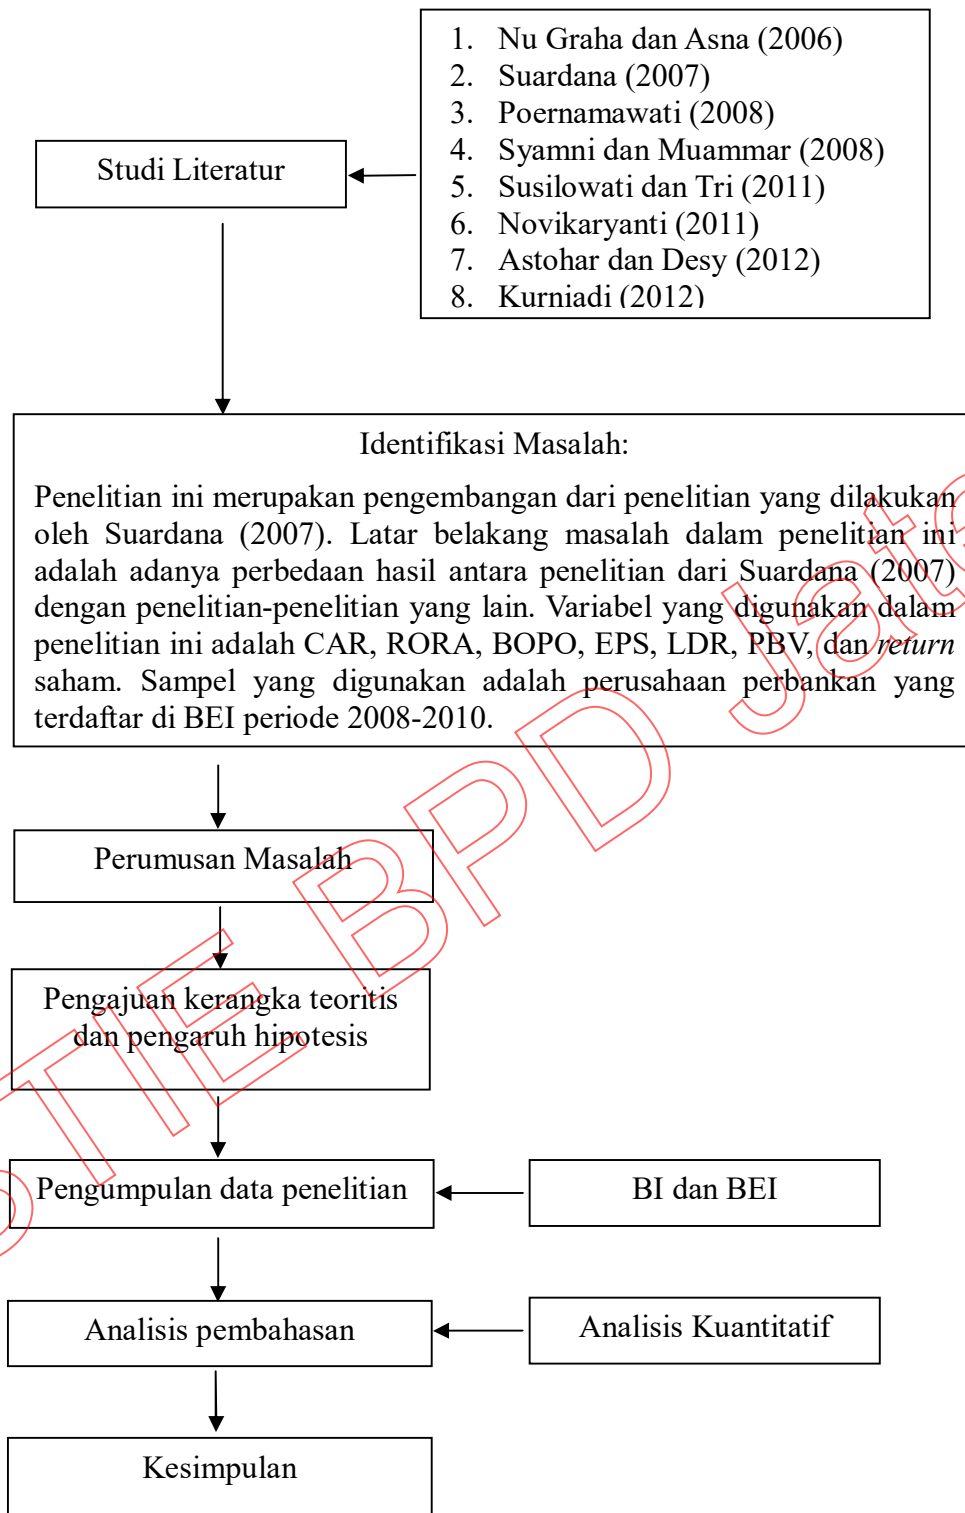 1. Nu Graha dan Asna (2006)
2. Suardana (2007)
3. Poernamawati (2008)
4. Syamni dan Muammar (2008)
5. Susilowati dan Tri (2011)
6. Novikaryanti (2011)
7. Astohar dan Desy (2012)
8. Kurniadi (2012)
Studi Literatur
Identifikasi Masalah:
Penelitian ini merupakan pengembangan dari penelitian yang dilakukan
oleh Suardana (2007). Latar belakang masalah dalam penelitian ini
adalah adanya perbedaan hasil antara penelitian dari Suardana (2007)
dengan penelitian-penelitian yang lain. Variabel yang digunakan dalam
penelitian ini adalah CAR, RORA, BOPO, EPS, LDR, PBV, dan return
saham. Sampel yang digunakan adalah perusahaan perbankan yang
terdaftar di BEI periode 2008-2010.
Perumusan Masalah
Pengajuan kerangka teoritis
dan pengaruh hipotesis
Pengumpulan data penelitian
BI dan BEI
Analisis pembahasan
Analisis Kuantitatif
Kesimpulan
STIE BPD Jate